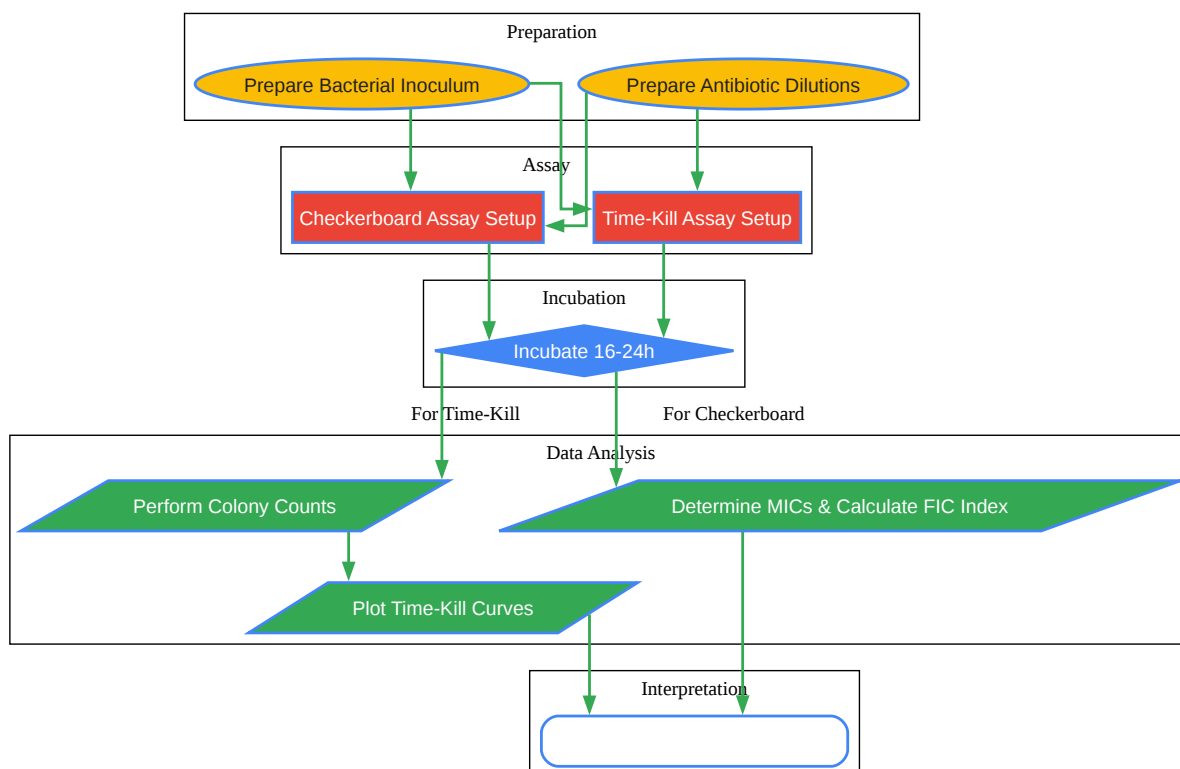 Preparation
Prepare Bacterial Inoculum
Prepare Antibiotic Dilutions
Assay
Checkerboard Assay Setup
Time-Kill Assay Setup
Incubation
Incubate 16-24h
For Time-Kill
For Checkerboard
Data Analysis
Perform Colony Counts
Determine MICs & Calculate FIC Index
Plot Time-Kill Curves
Interpretation